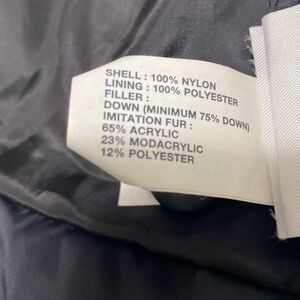 SHELL : 100% NYLON
LINING : 100% POLYESTER
FILLER :
DOWN (MINIMUM 75% DOWN)
IMITATION FUR :
65% ACRYLIC
23% MODACRYLIC
12% POLYESTER